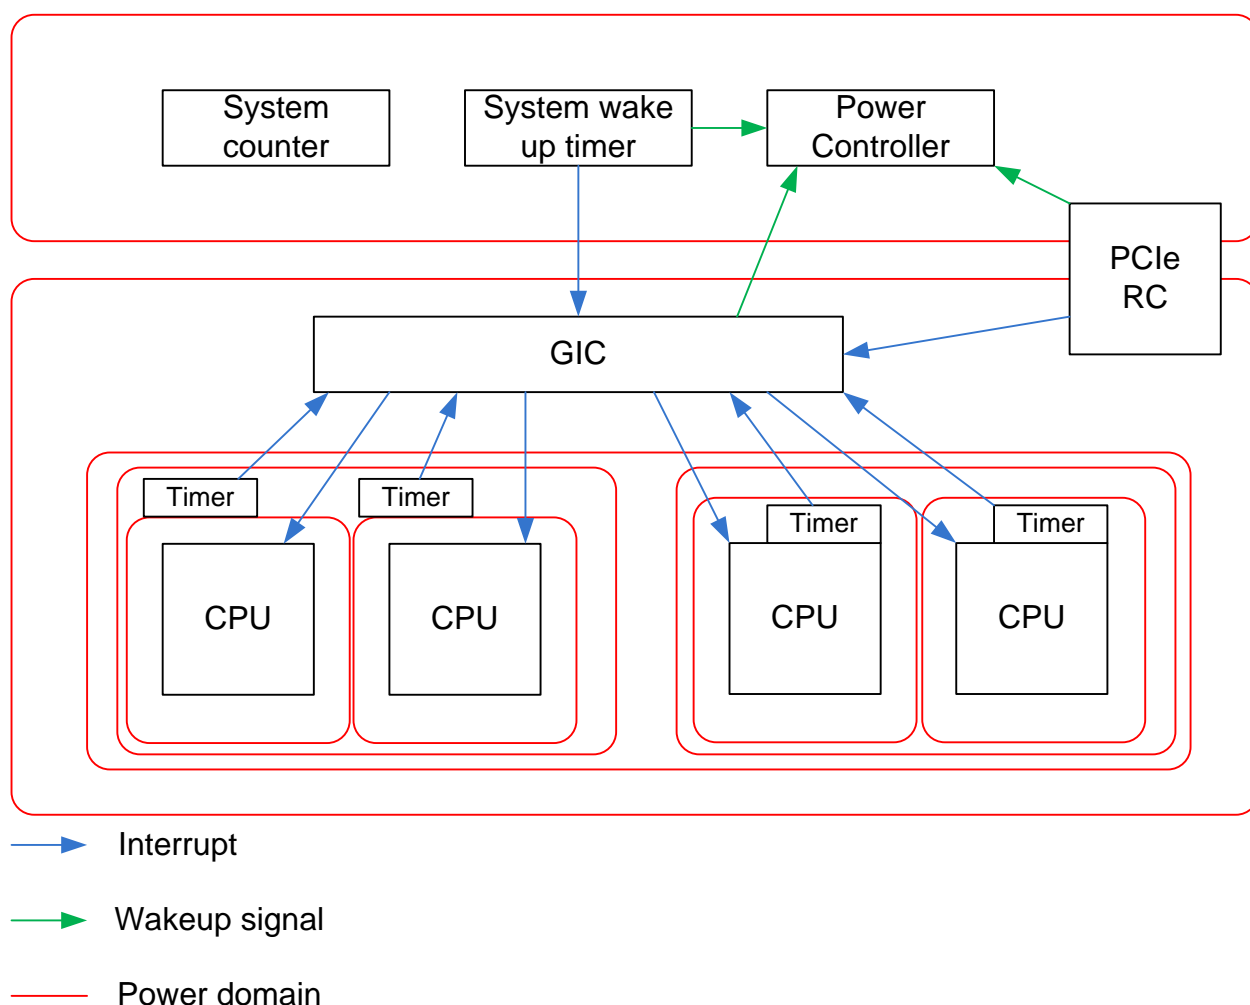 System
counter
System wake
up timer
Power
Controller
PCIe
RC
GIC
Timer
Timer
Timer
Timer
CPU
CPU
CPU
CPU
Interrupt
Wakeup signal
Power domain